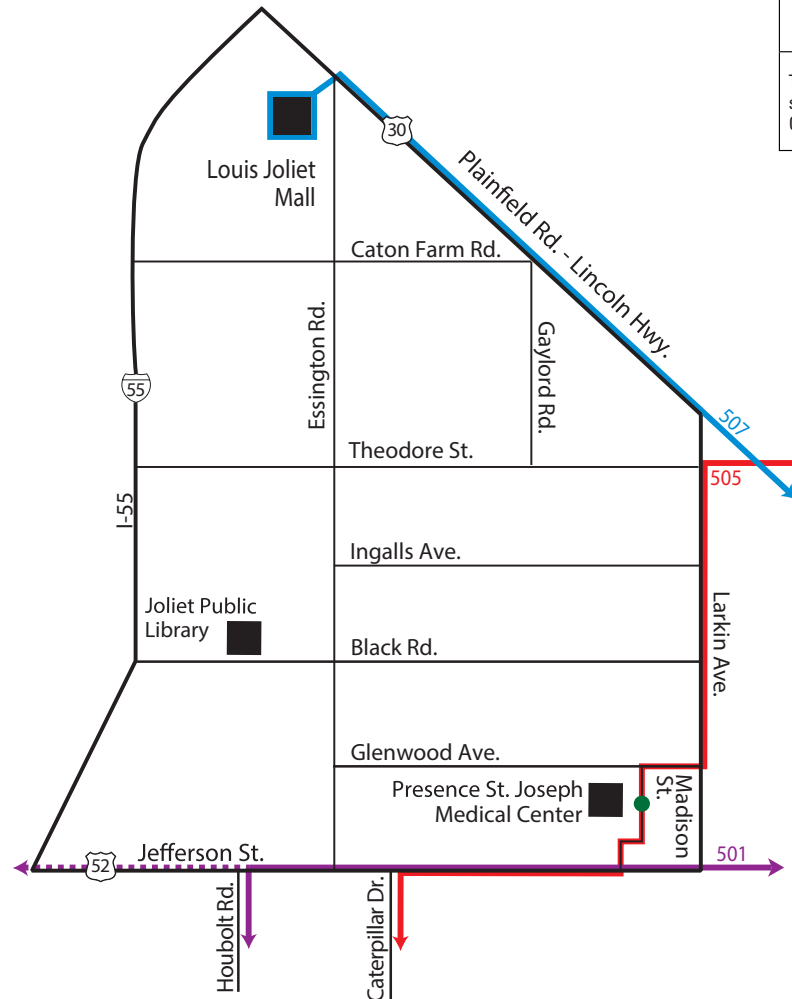 30
Louis Joliet
Mall
Plainfield Rd. - Lincoln Hwy.
Caton Farm Rd.
Essington Rd.
Gaylord Rd.
55
507
Theodore St.
505
I-55
Ingalls Ave.
Joliet Public
Library
Larkin Ave.
Black Rd.
Glenwood Ave.
Presence St. Joseph
Medical Center
Madison
St.
Jefferson St.
52
501
Houbolt Rd.
Caterpillar Dr.